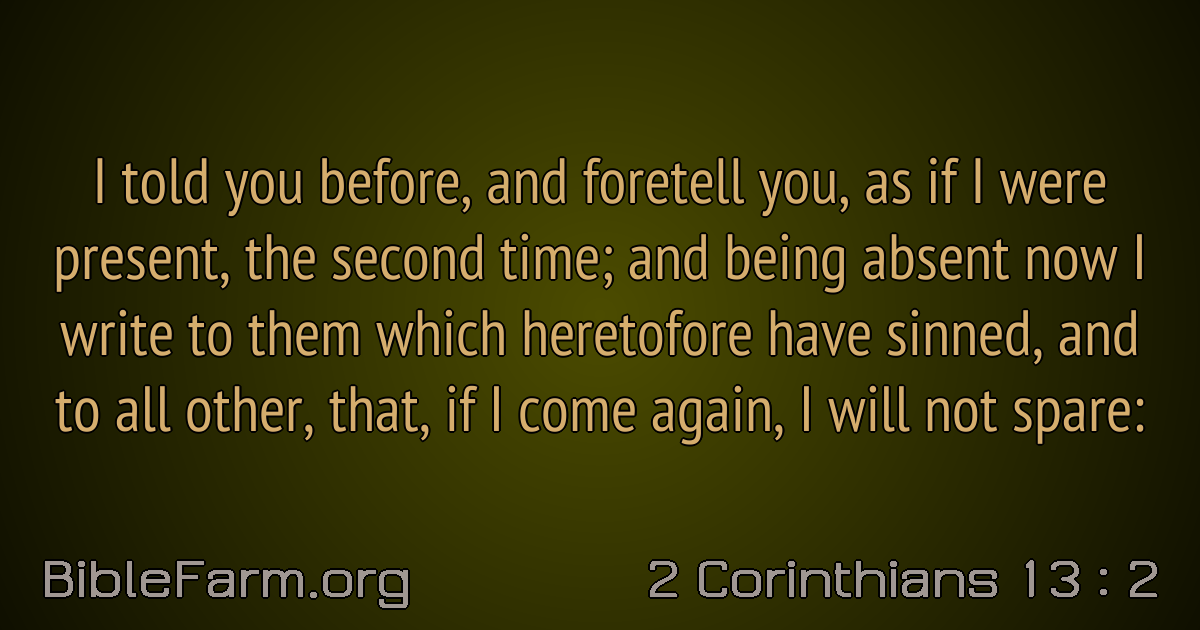 I told you before, and foretell you, as if I were
present, the second time; and being absent now I
write to them which heretofore have sinned, and
to all other, that, if I come again, I will not spare:
BibleFarm.org
2 Corinthians 13 : 2